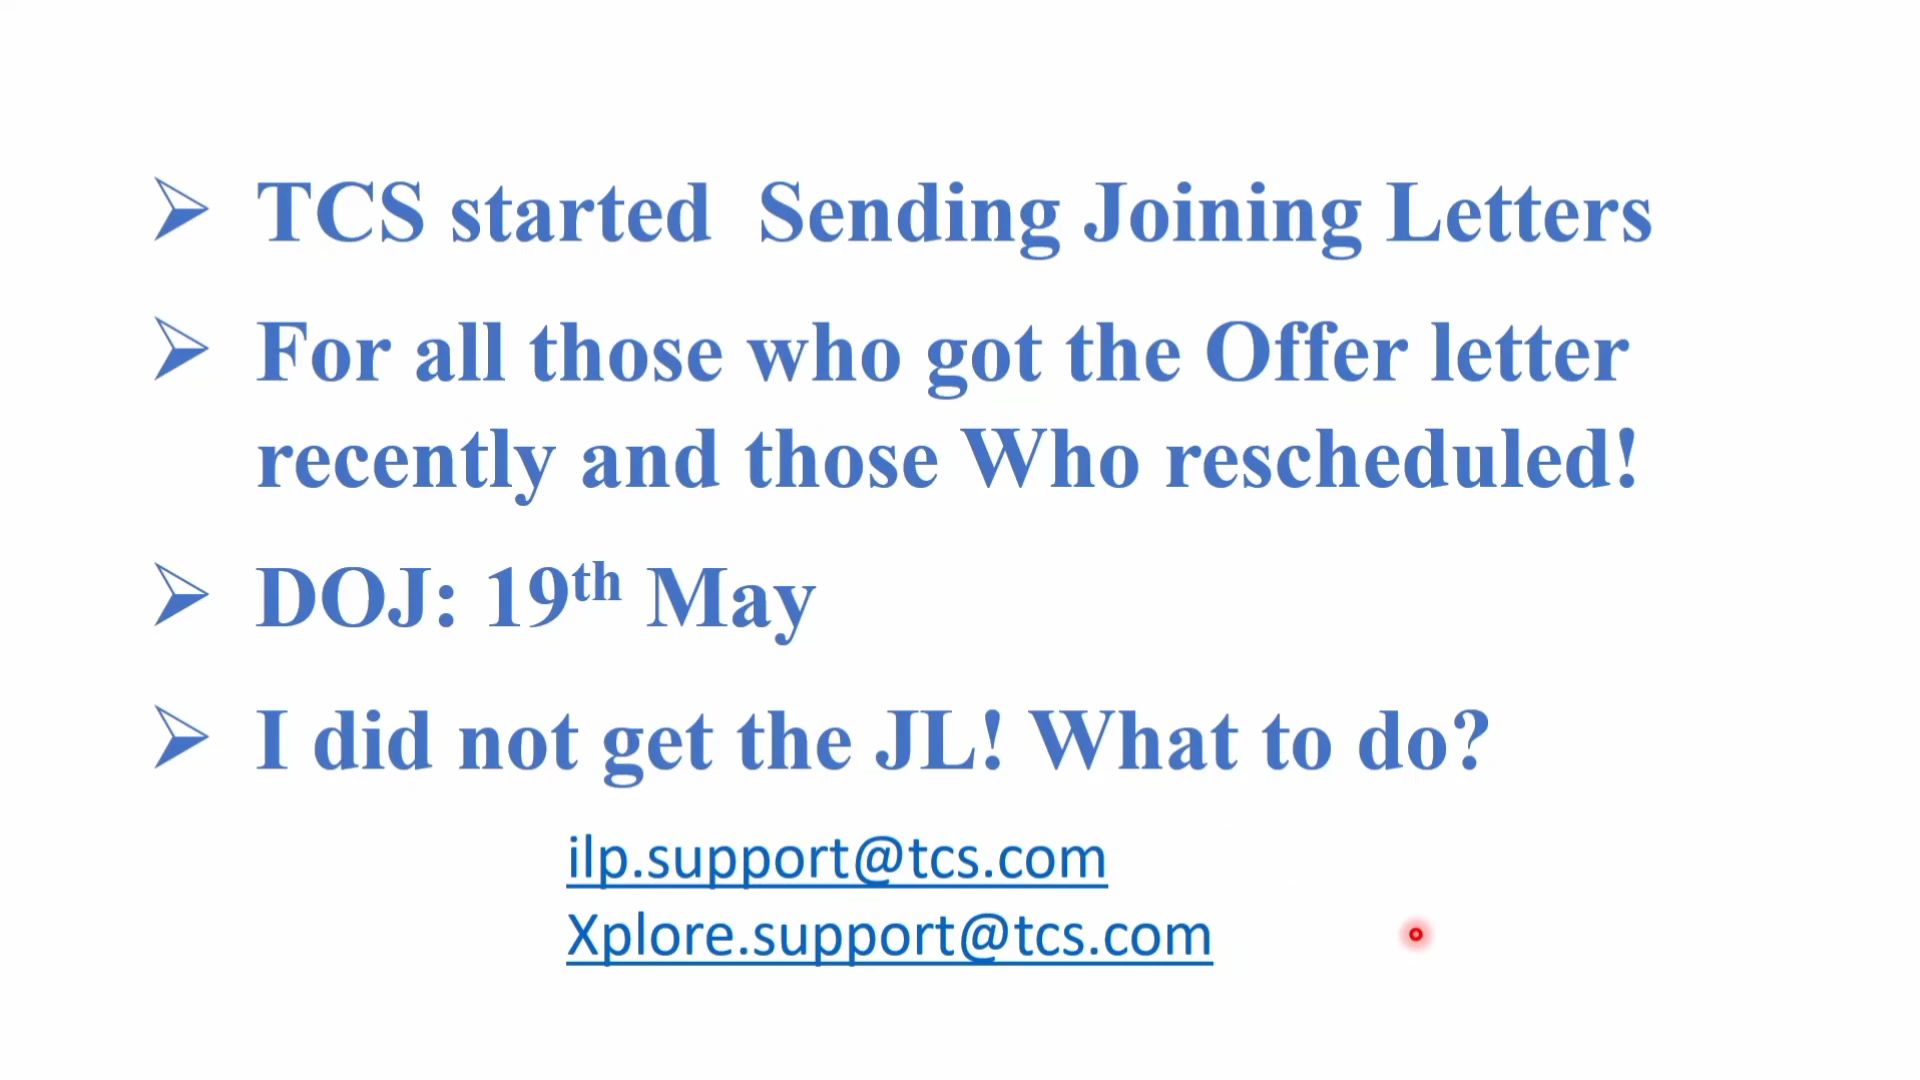 TCS started  Sending Joining Letters
For all those who got the Offer letter
recently and those Who rescheduled!
DOJ: 19th May
I did not get the JL! What to do?
ilp.support@tcs.com
Xplore.support@tcs.com